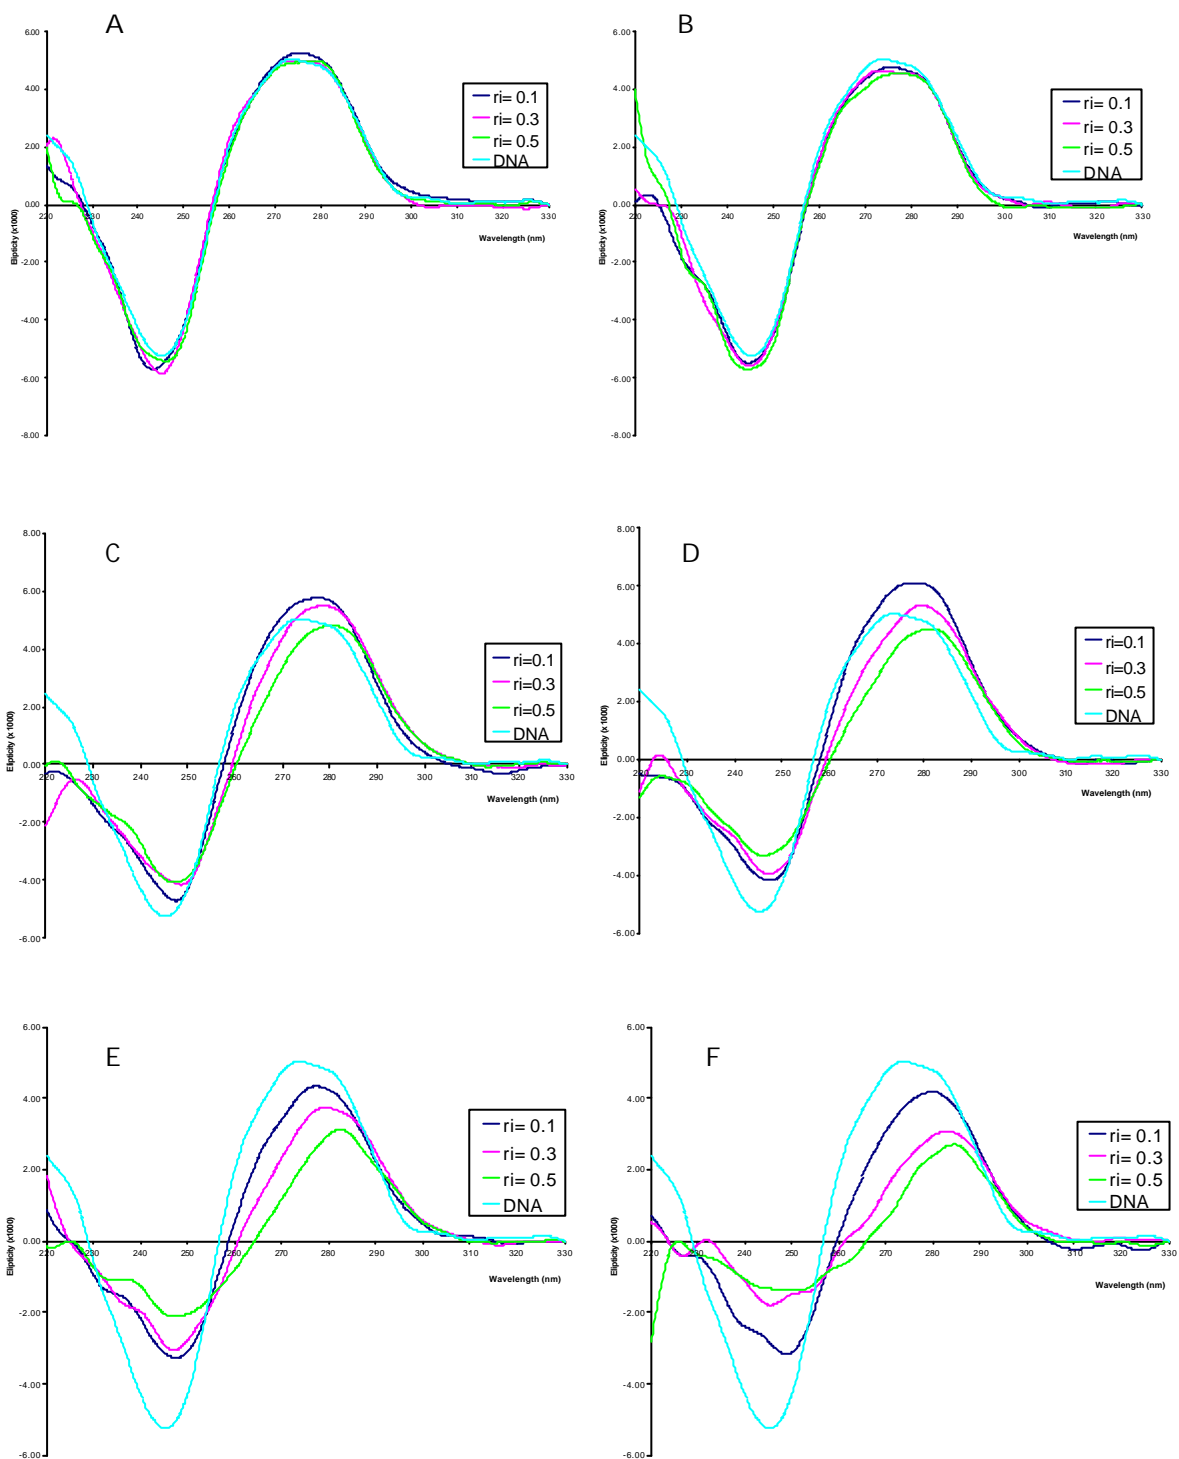 A
6.00
4.00
2.00
0.00
-2.00
-4.00
-6.00
-8.00
220 230 240 250 260 270 280 290 300 310 320 330
Elipticity (x1000)
Wavelength (nm)
ri= 0.1
ri= 0.3
ri= 0.5
DNA
B
6.00
4.00
2.00
0.00
-2.00
-4.00
-6.00
-8.00
220 230 240 250 260 270 280 290 300 310 320 330
Elipticity (x1000)
Wavelength (nm)
ri= 0.1
ri= 0.3
ri= 0.5
DNA
C
8.00
6.00
4.00
2.00
0.00
-2.00
-4.00
-6.00
220 230 240 250 260 270 280 290 300 310 320 330
Elipticity (x 1000)
Wavelength (nm)
ri=0.1
ri=0.3
ri=0.5
DNA
D
8.00
6.00
4.00
2.00
0.00
-2.00
-4.00
-6.00
220 230 240 250 260 270 280 290 300 310 320 330
Elipticity (x 1000)
Wavelength (nm)
ri=0.1
ri=0.3
ri=0.5
DNA
E
6.00
4.00
2.00
0.00
-2.00
-4.00
-6.00
220 230 240 250 260 270 280 290 300 310 320 330
Elipticity (x1000)
Wavelength (nm)
ri= 0.1
ri= 0.3
ri= 0.5
DNA
F
6.00
4.00
2.00
0.00
-2.00
-4.00
-6.00
220 230 240 250 260 270 280 290 300 310 320 330
Elipticity (x1000)
Wavelength (nm)
ri= 0.1
ri= 0.3
ri= 0.5
DNA